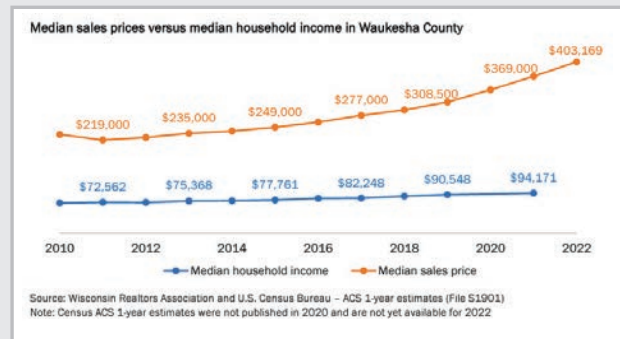 Median sales prices versus median household income in Waukesha County
$403,169
$369,000
$308,500
$277,000
$249,000
$235,000
$219,000
$72,562 $75,368 $77,761 $82,248 $90,548 $94,171
2010 2012 2014 2016 2018 2020 2022
Median household income Median sales price
Source: Wisconsin Realtors Association and U.S. Census Bureau – ACS 1-year estimates (File S1901)
Note: Census ACS 1-year estimates were not published in 2020 and are not yet available for 2022